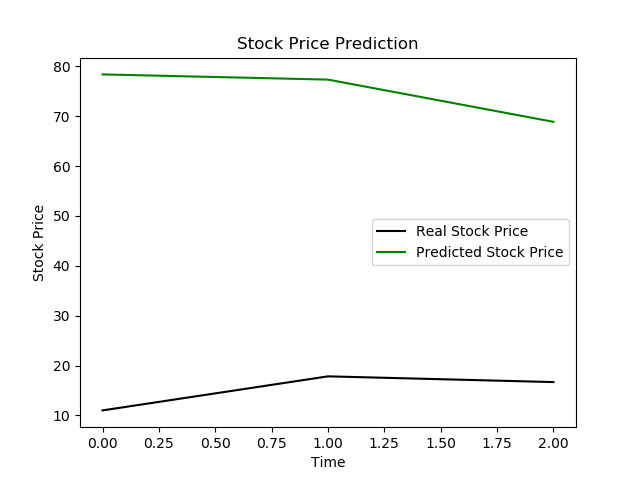 Stock Price Prediction
80
70
60
50
40
30
20
10
Stock Price
Real Stock Price
Predicted Stock Price
0.00 0.25 0.50 0.75 1.00 1.25 1.50 1.75 2.00
Time